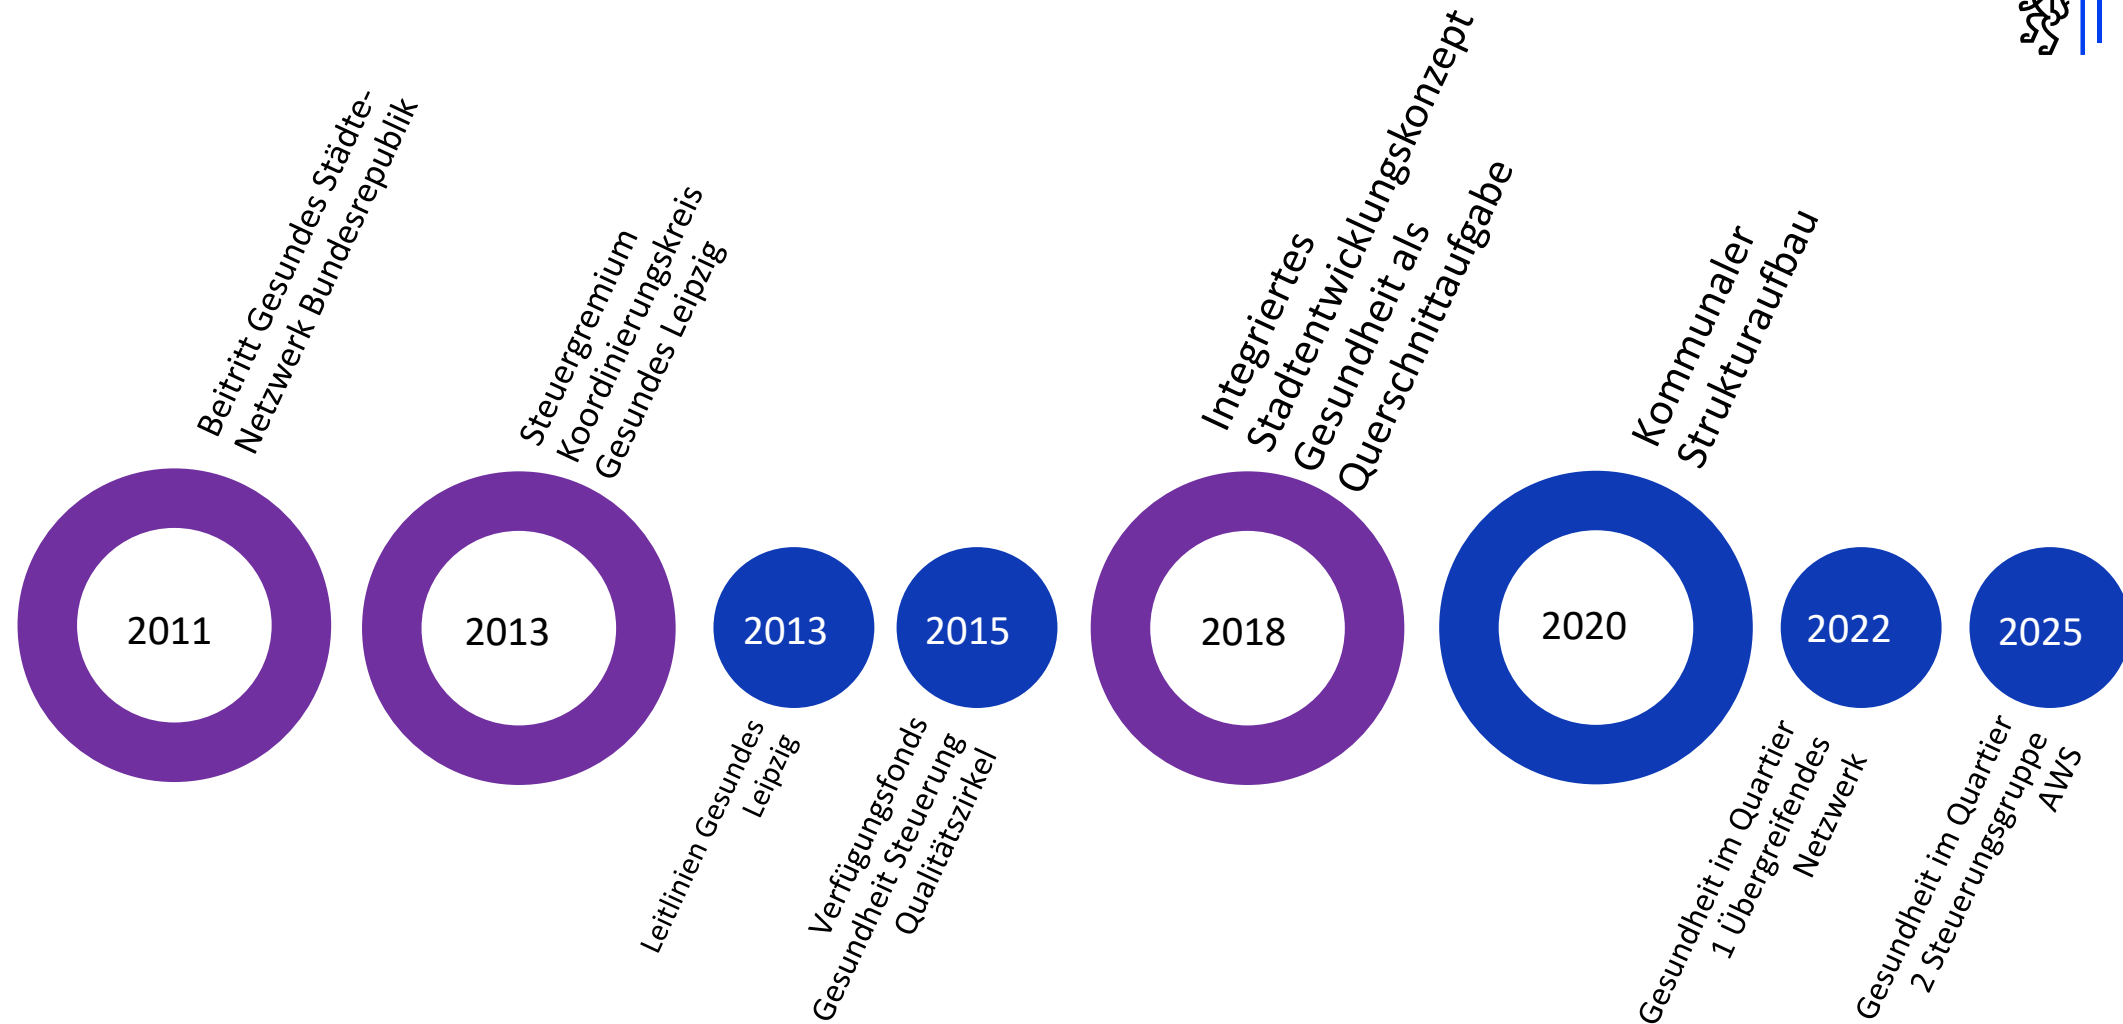 Beitritt Gesundes Städte-
Netzwerk Bundesrepublik
2011
Steuergremium
Koordinierungskreis
Gesundes Leipzig
2013
2013
Leitlinien Gesundes
Leipzig
2015
Verfügungsfonds
Gesundheit Steuerung
Qualitätszirkel
Integriertes
Stadtentwicklungskonzept
Gesundheit als
Querschnittaufgabe
2018
Kommunaler
Strukturaufbau
2020
2022
Gesundheit im Quartier
1 Übergreifendes
Netzwerk
2025
Gesundheit im Quartier
2 Steuerungsgruppe
AWS